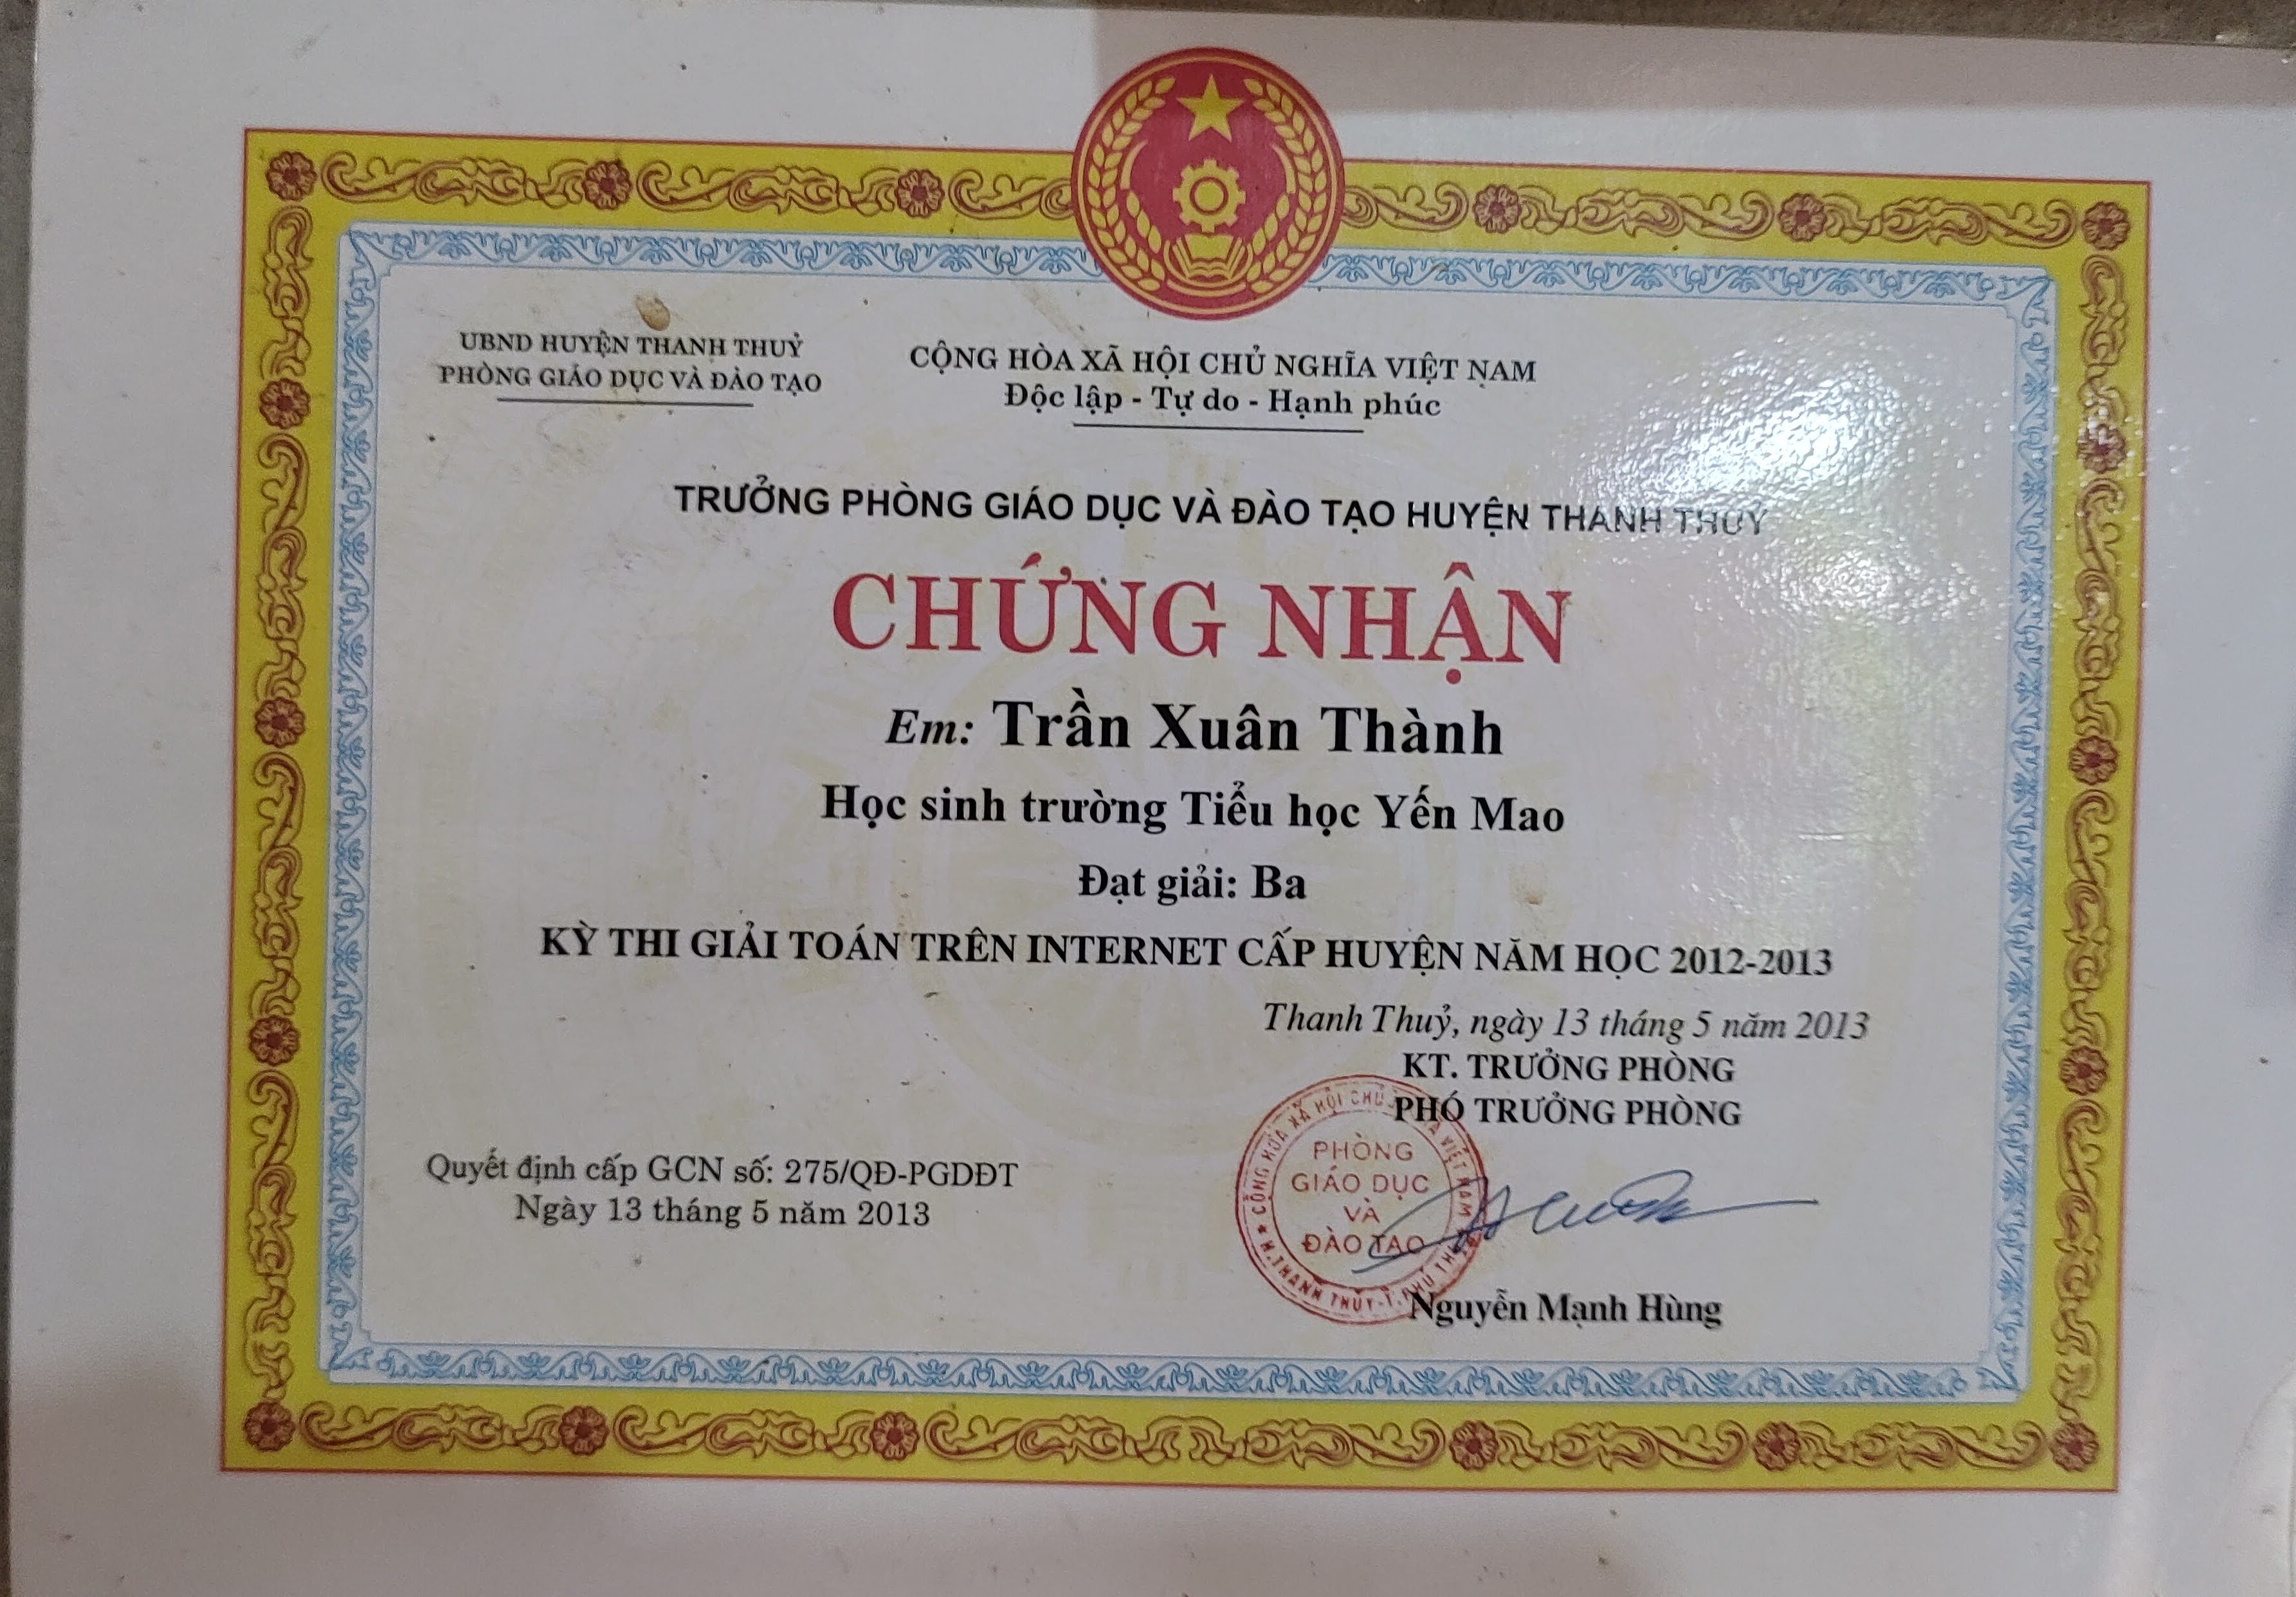 UBND HUYỆN THANH THUỶ
PHÒNG GIÁO DỤC VÀ ĐÀO TẠO
CỘNG HÒA XÃ HỘI CHỦ NGHĨA VIỆT NAM
Độc lập - Tự do - Hạnh phúc
TRƯỞNG PHÒNG GIÁO DỤC VÀ ĐÀO TẠO HUYỆN THANH THUỶ
CHỨNG NHẬN
Em: Trần Xuân Thành
Học sinh trường Tiểu học Yến Mao
Đạt giải: Ba
KỲ THI GIẢI TOÁN TRÊN INTERNET CẤP HUYỆN NĂM HỌC 2012-2013
Thanh Thuỷ, ngày 13 tháng 5 năm 2013
KT. TRƯỞNG PHÒNG
PHÓ TRƯỞNG PHÒNG
Quyết định cấp GCN số: 275/QĐ-PGDĐT
Ngày 13 tháng 5 năm 2013
CỘNG HÒA XÃ HỘI CHỦ VIỆT NAM
PHÒNG
GIÁO DỤC
VÀ
ĐÀO TẠO
H.THANH THỦY-T.PHÚ
Nguyễn Mạnh Hùng